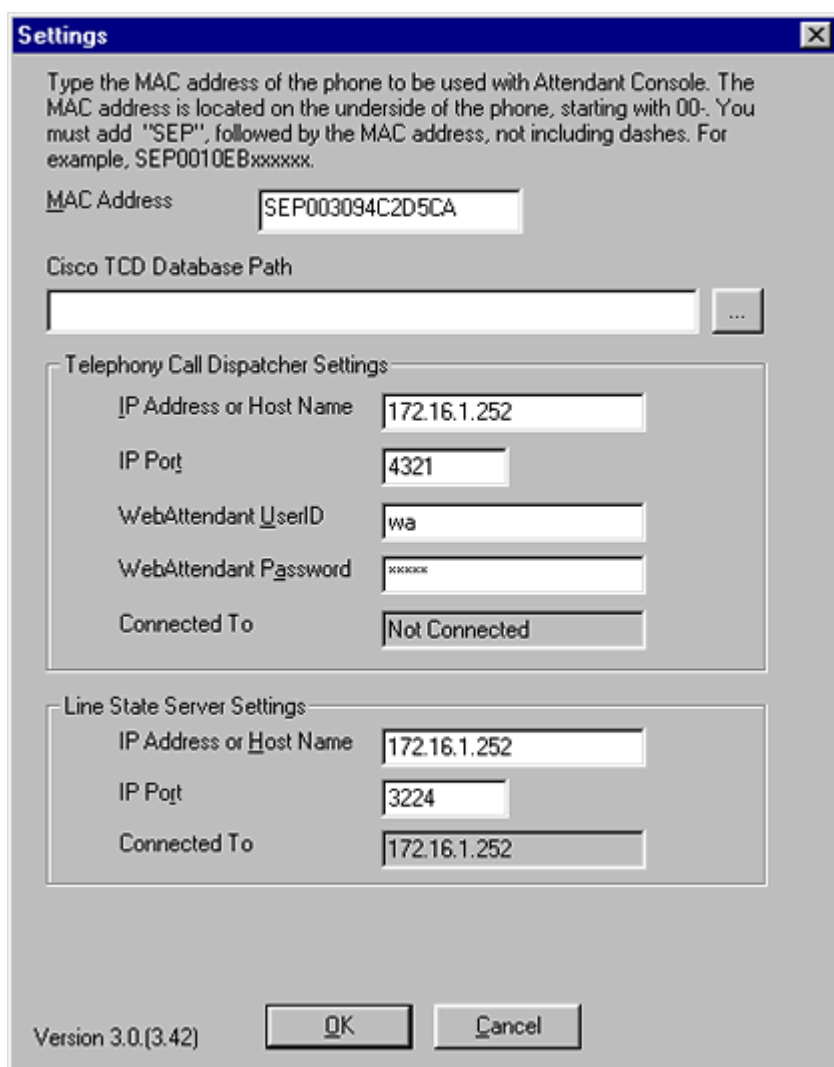 Settings
Type the MAC address of the phone to be used with Attendant Console. The
MAC address is located on the underside of the phone, starting with 00-. You
must add "SEP", followed by the MAC address, not including dashes. For
example, SEP0010EBxxxxxx.
MAC Address SEP003094C2D5CA
Cisco TCD Database Path
...
Telephony Call Dispatcher Settings
IP Address or Host Name 172.16.1.252
IP Port 4321
WebAttendant UserID wa
WebAttendant Password xxxxx
Connected To Not Connected
Line State Server Settings
IP Address or Host Name 172.16.1.252
IP Port 3224
Connected To 172.16.1.252
Version 3.0.(3.42) OK Cancel